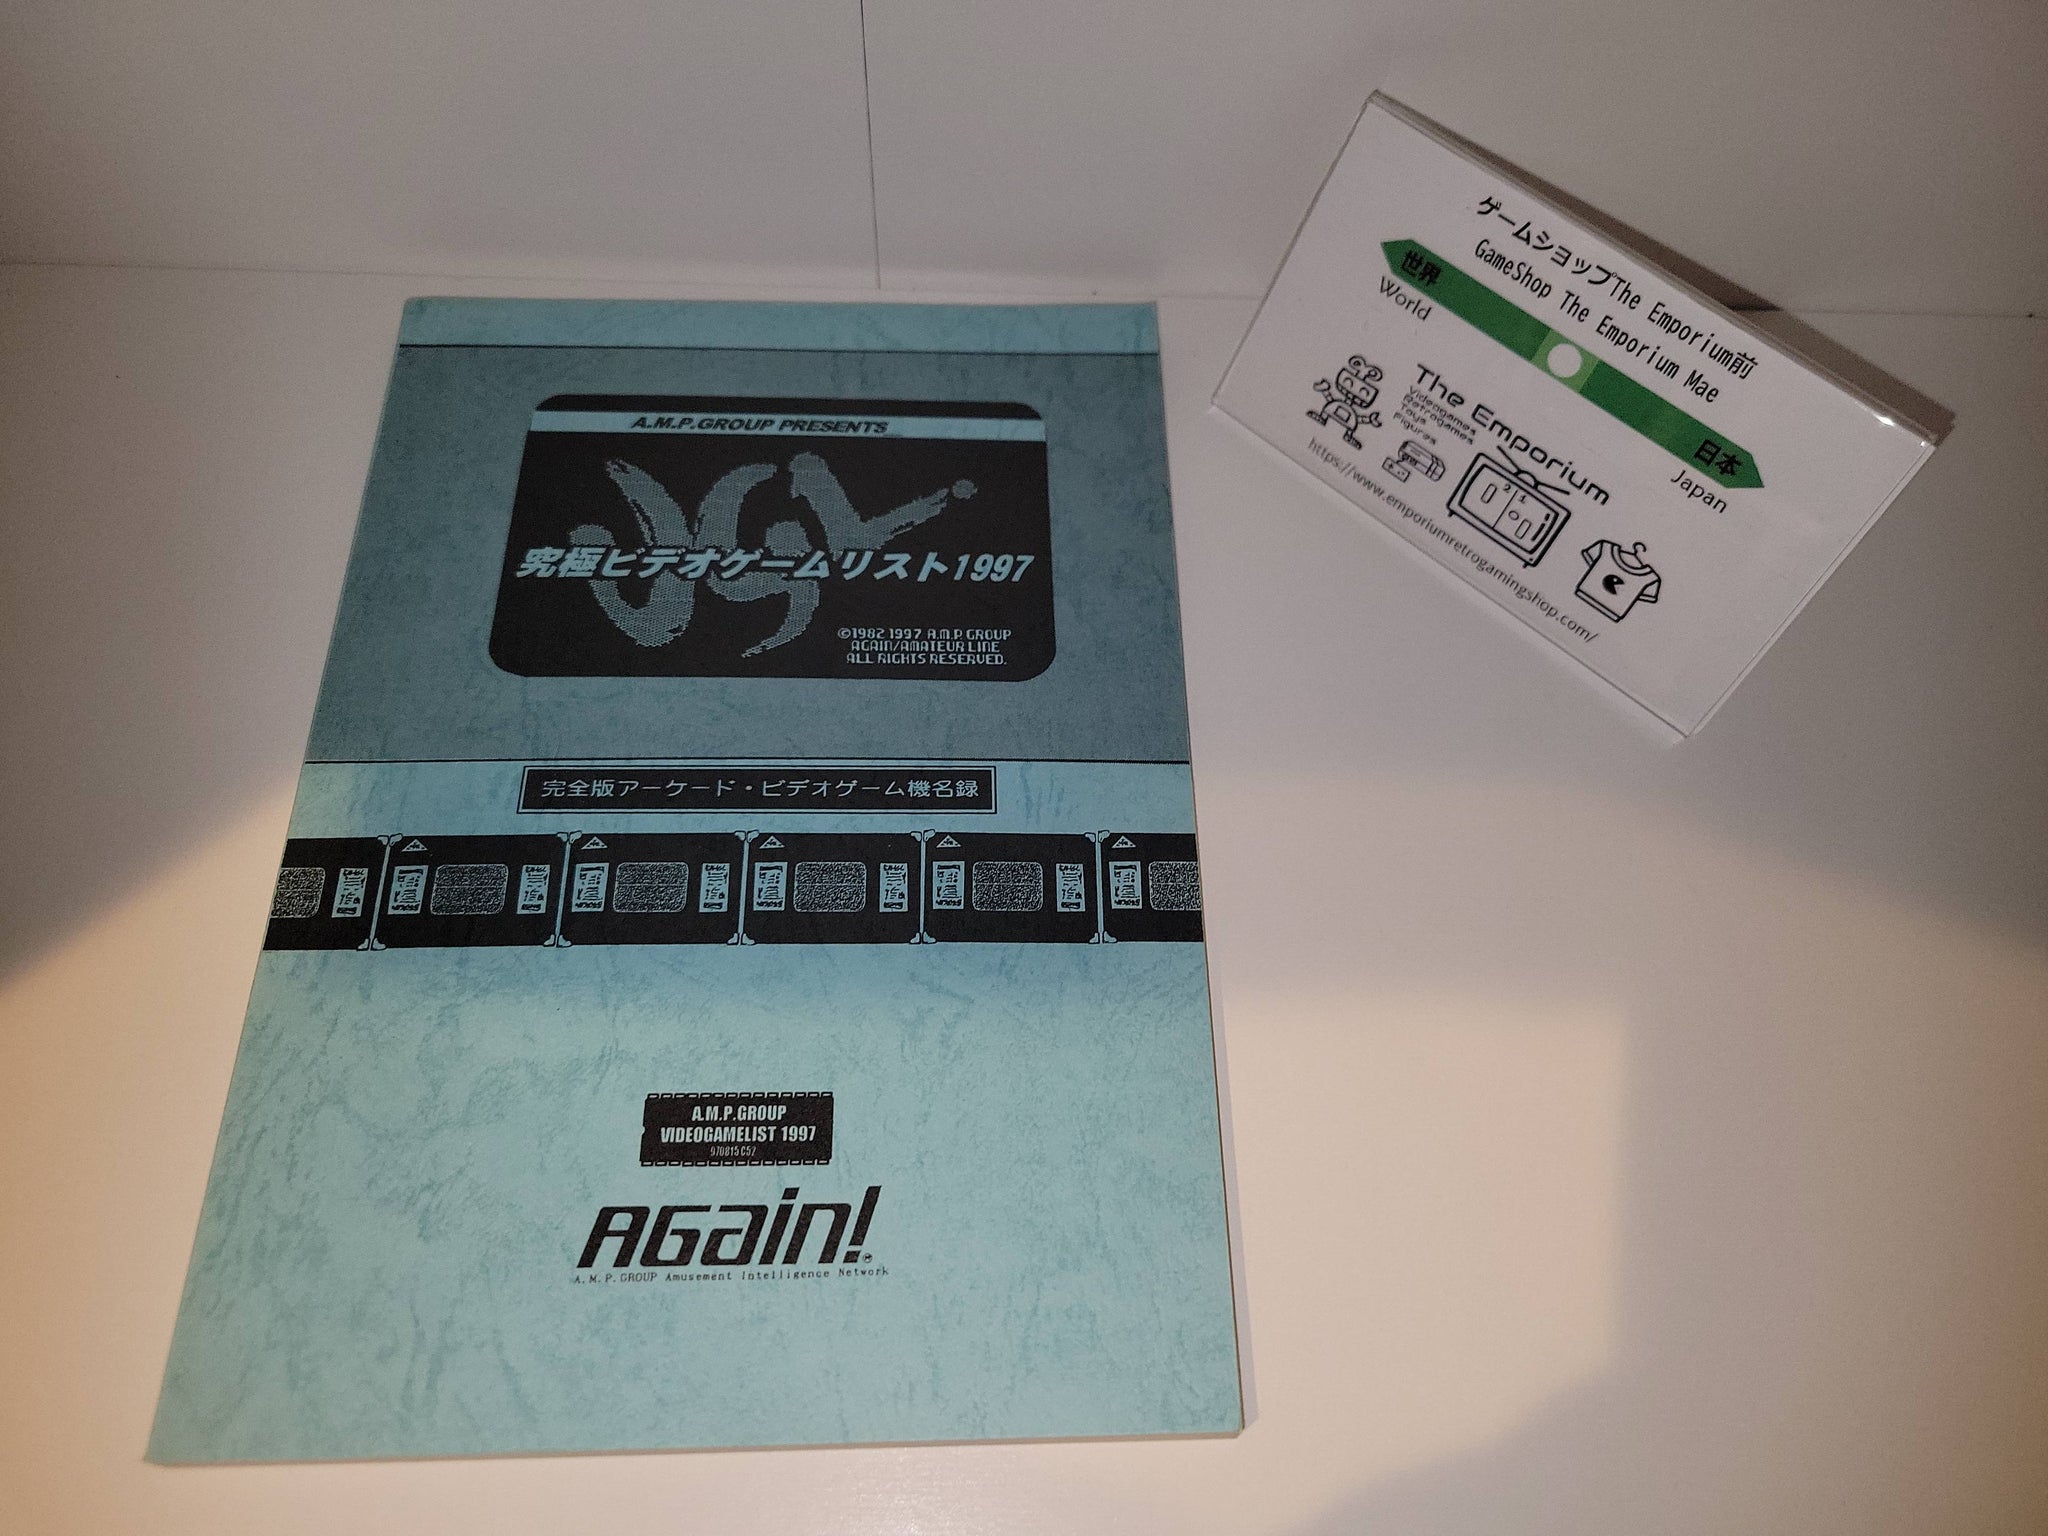 A.M.P.GROUP PRESENTS
究極ビデオゲームリスト1997
©1982 1997 A.M.P. GROUP
AGAIN/AMATEUR LINE
ALL RIGHTS RESERVED.
完全版アーケード・ビデオゲーム機名録
A.M.P.GROUP
VIDEOGAMELIST 1997
970815C52
AGain!
A.M.P.GROUP Amusement Intelligence Network
ゲームショップThe Emporium前
GameShop The Emporium Mae
世界
World
日本
Japan
The Emporium
Videogames
Retrogames
Toys
Figures
https://www.emporiumretrogamingshop.com/